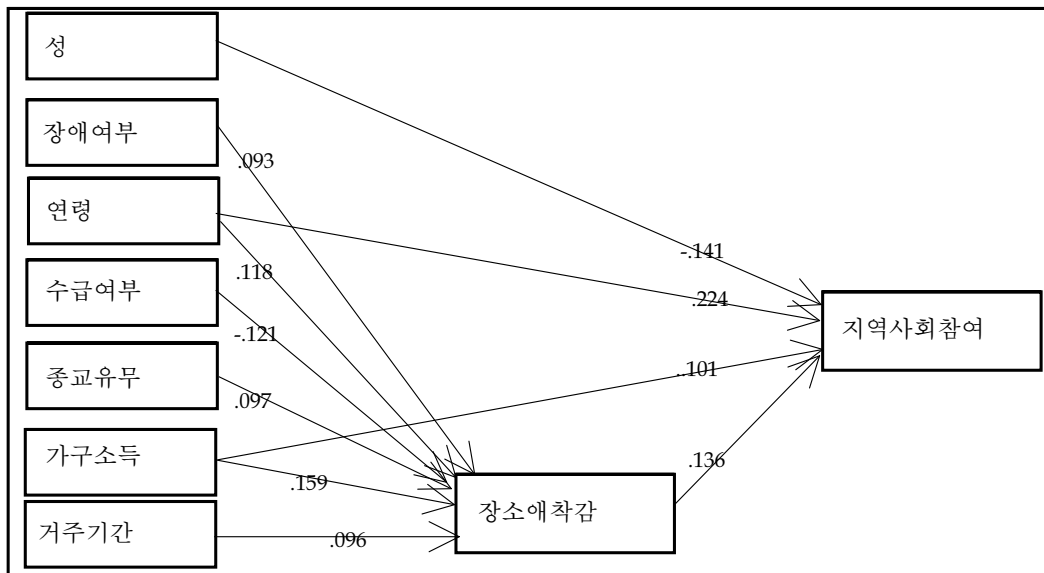 성
장애여부
.093
연령
-.141
.118
.224
수급여부
지역사회참여
-.121
종교유무
..101
.097
가구소득
.136
.159
장소애착감
거주기간
.096